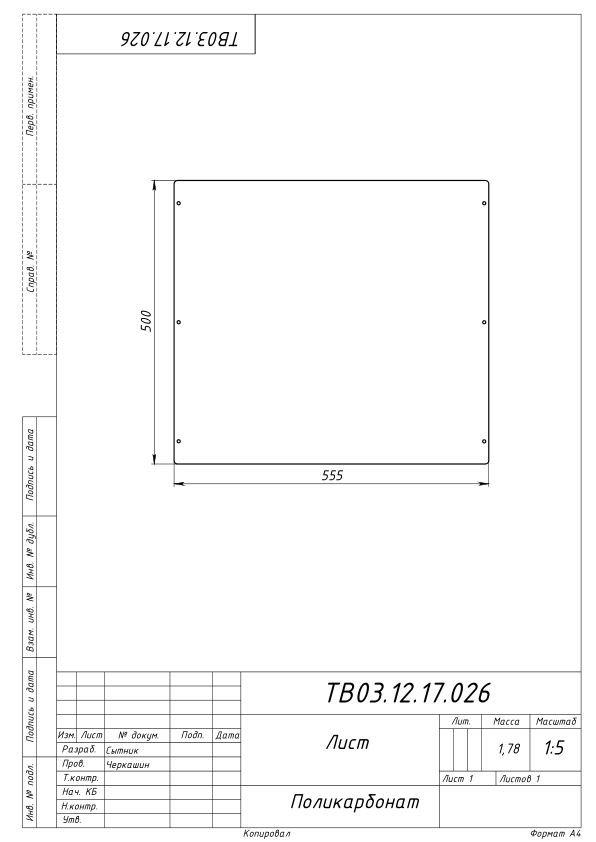 ТВ03.12.17.026
Перв. примен.
Справ. №
500
555
Подпись и дата
Инв. № дубл.
Взам. инв. №
Подпись и дата
Инв. № подл.
ТВ03.12.17.026
Изм. Лист № докум. Подп. Дата
Разраб. Сытник
Пров. Черкашин
Т.контр.
Нач. КБ
Н.контр.
Утв.
Лист
Лит. Масса Масштаб
1,78 1:5
Лист 1 Листов 1
Поликарбонат
Копировал Формат А4